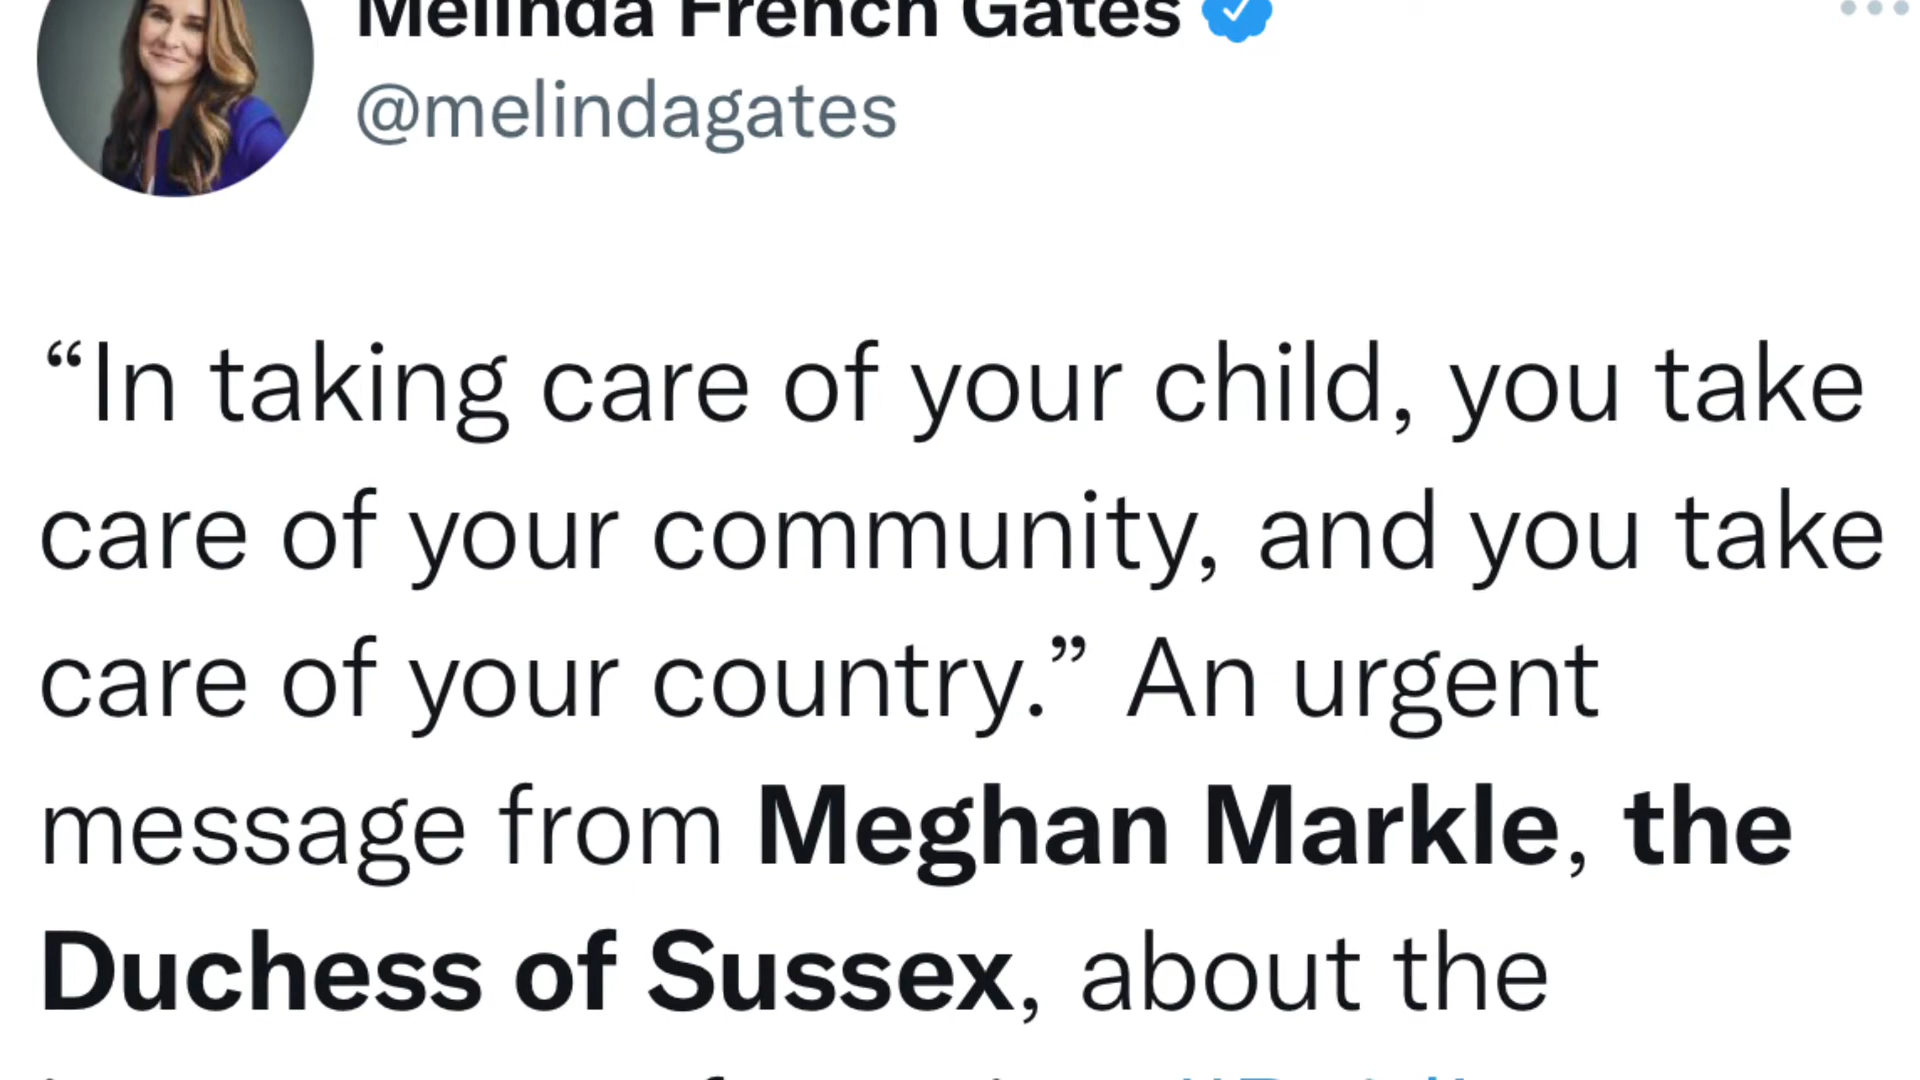 Melinda French Gates
@melindagates
“In taking care of your child, you take
care of your community, and you take
care of your country.” An urgent
message from Meghan Markle, the
Duchess of Sussex, about the